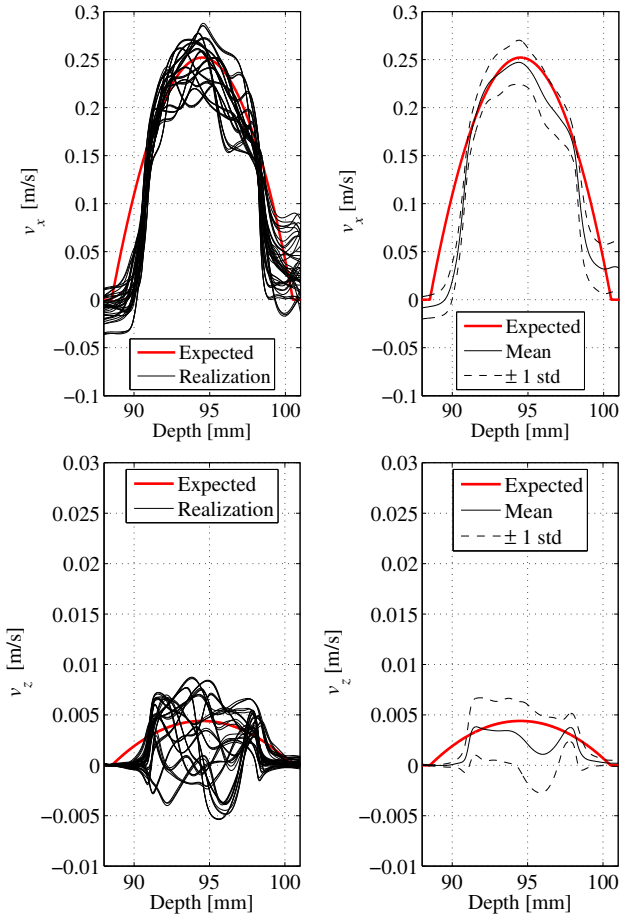 0.3
0.25
0.2
0.15
0.1
0.05
0
−0.05
−0.1
v_x [m/s]
Expected
Realization
90 95 100
Depth [mm]
0.3
0.25
0.2
0.15
0.1
0.05
0
−0.05
−0.1
v_x [m/s]
Expected
Mean
± 1 std
90 95 100
Depth [mm]
0.03
0.025
0.02
0.015
0.01
0.005
0
−0.005
−0.01
v_z [m/s]
Expected
Realization
90 95 100
Depth [mm]
0.03
0.025
0.02
0.015
0.01
0.005
0
−0.005
−0.01
v_z [m/s]
Expected
Mean
± 1 std
90 95 100
Depth [mm]